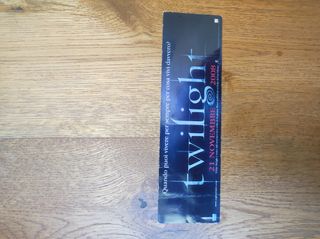 Quando puoi vivere per sempre per cosa vivi davvero?
twilight
21 NOVEMBRE 2008